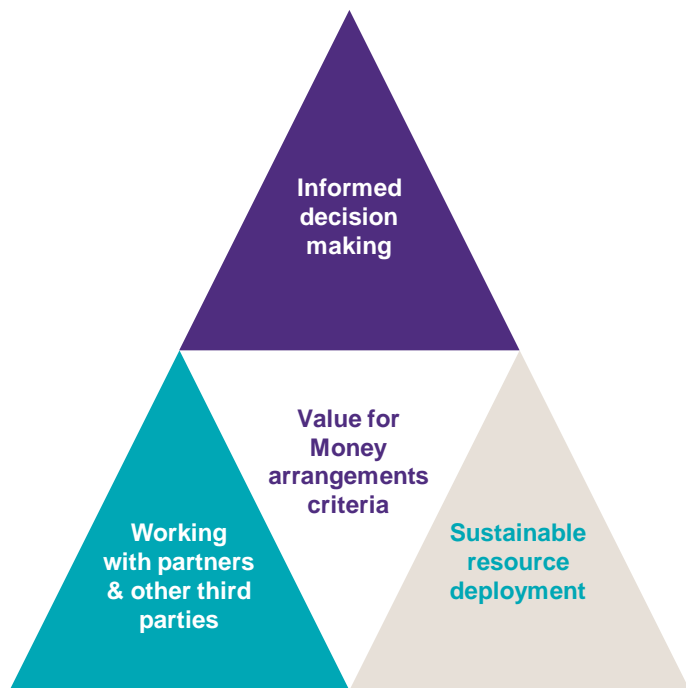 Informed
decision
making
Value for
Money
arrangements
criteria
Working
with partners
& other third
parties
Sustainable
resource
deployment